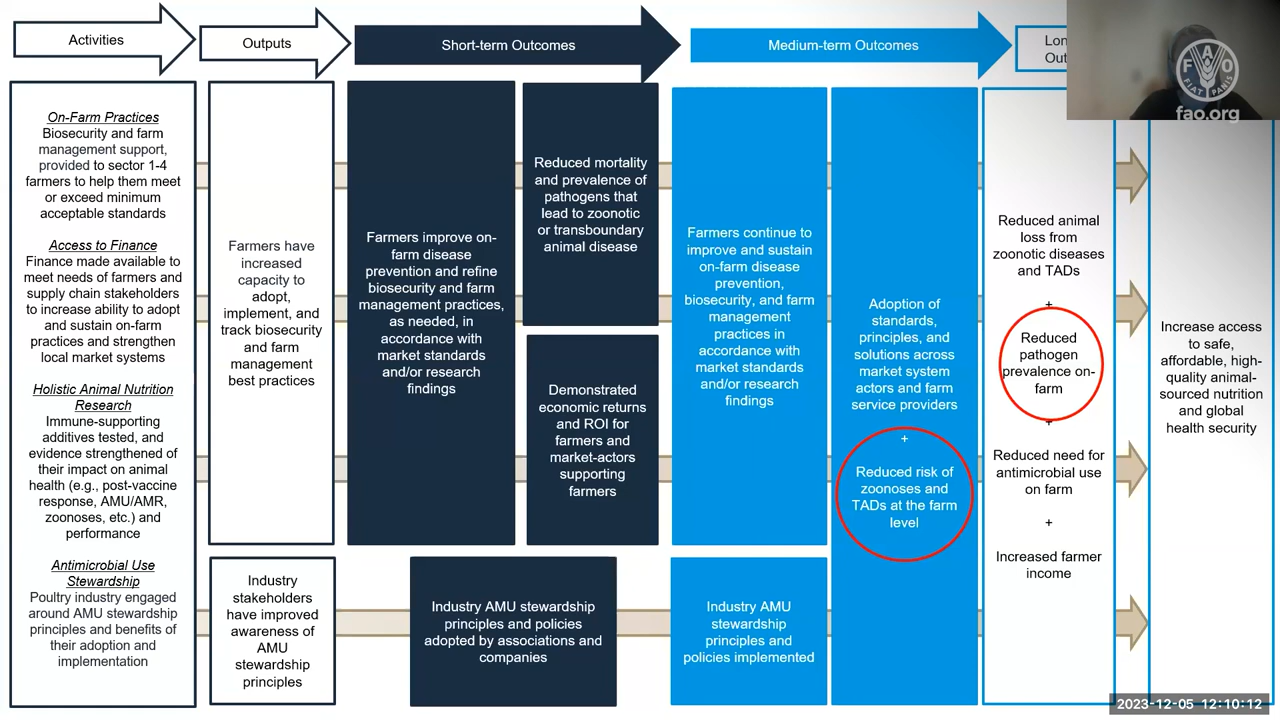 Activities
Outputs
Short-term Outcomes
Medium-term Outcomes
On-Farm Practices
Biosecurity and farm
management support,
provided to sector 1-4
farmers to help them meet
or exceed minimum
acceptable standards
Access to Finance
Finance made available to
meet needs of farmers and
supply chain stakeholders
to increase ability to adopt
and sustain on-farm
practices and strengthen
local market systems
Holistic Animal Nutrition
Research
Immune-supporting
additives tested, and
evidence strengthened of
their impact on animal
health (e.g., post-vaccine
response, AMU/AMR,
zoonoses, etc.) and
performance
Antimicrobial Use
Stewardship
Poultry industry engaged
around AMU stewardship
principles and benefits of
their adoption and
implementation
Farmers have
increased
capacity to
adopt,
implement, and
track biosecurity
and farm
management
best practices
Industry
stakeholders
have improved
awareness of
AMU
stewardship
principles
Farmers improve on-
farm disease
prevention and refine
biosecurity and farm
management practices,
as needed, in
accordance with
market standards
and/or research
findings
Reduced mortality
and prevalence of
pathogens that
lead to zoonotic
or transboundary
animal disease
Demonstrated
economic returns
and ROI for
farmers and
market-actors
supporting
farmers
Industry AMU stewardship
principles and policies
adopted by associations and
companies
Farmers continue to
improve and sustain
on-farm disease
prevention,
biosecurity, and farm
management
practices in
accordance with
market standards
and/or research
findings
Industry AMU
stewardship
principles and
policies implemented
Adoption of
standards,
principles, and
solutions across
market system
actors and farm
service providers
+
Reduced risk of
zoonoses and
TADs at the farm
level
Reduced animal
loss from
zoonotic diseases
and TADs
+
Reduced
pathogen
prevalence on-
farm
+
Reduced need for
antimicrobial use
on farm
+
Increased farmer
income
Increase access
to safe,
affordable, high-
quality animal-
sourced nutrition
and global
health security
F A O
FIAT PANIS
fao.org
2023-12-05 12:10:12